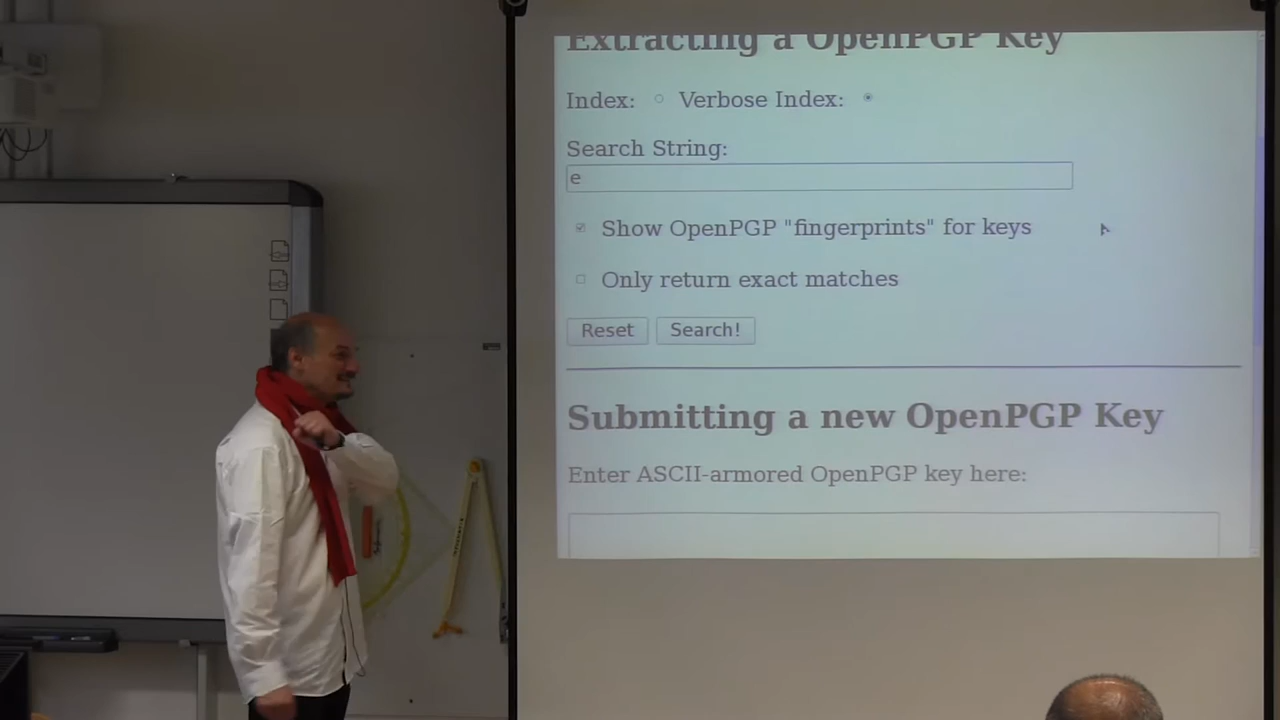 Extracting a OpenPGP Key
Index: Verbose Index:
Search String:
e
Show OpenPGP "fingerprints" for keys
Only return exact matches
Reset Search!
Submitting a new OpenPGP Key
Enter ASCII-armored OpenPGP key here: